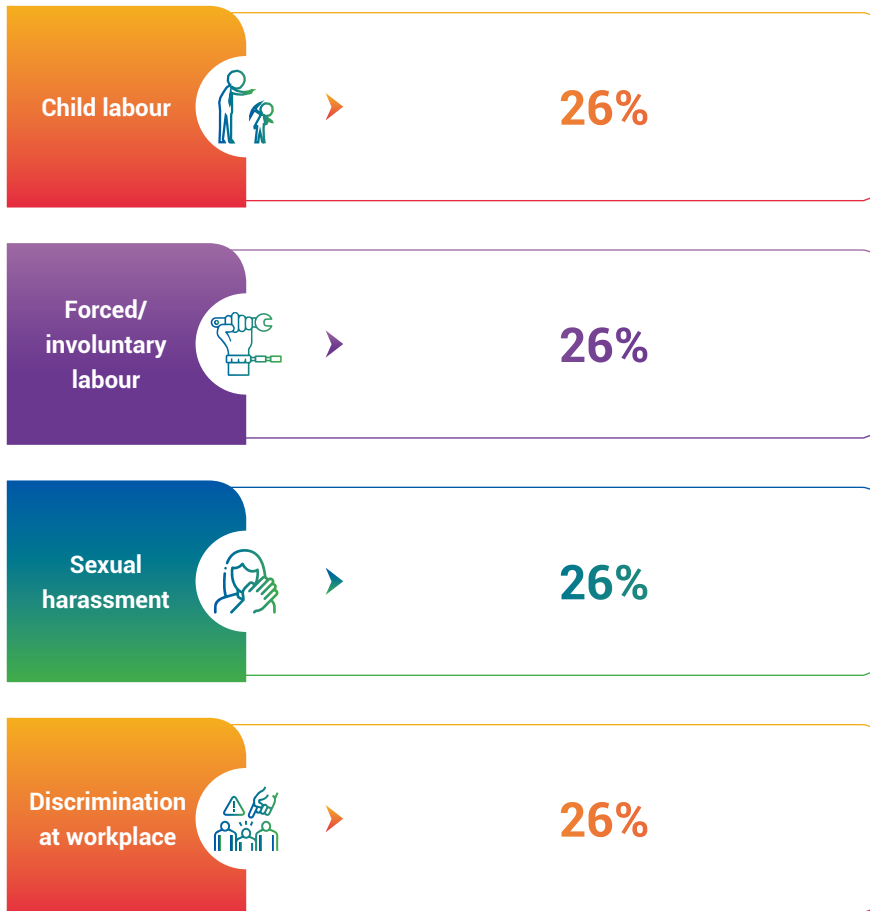 Child labour
26%
Forced/
involuntary
labour
26%
Sexual
harassment
26%
Discrimination
at workplace
26%